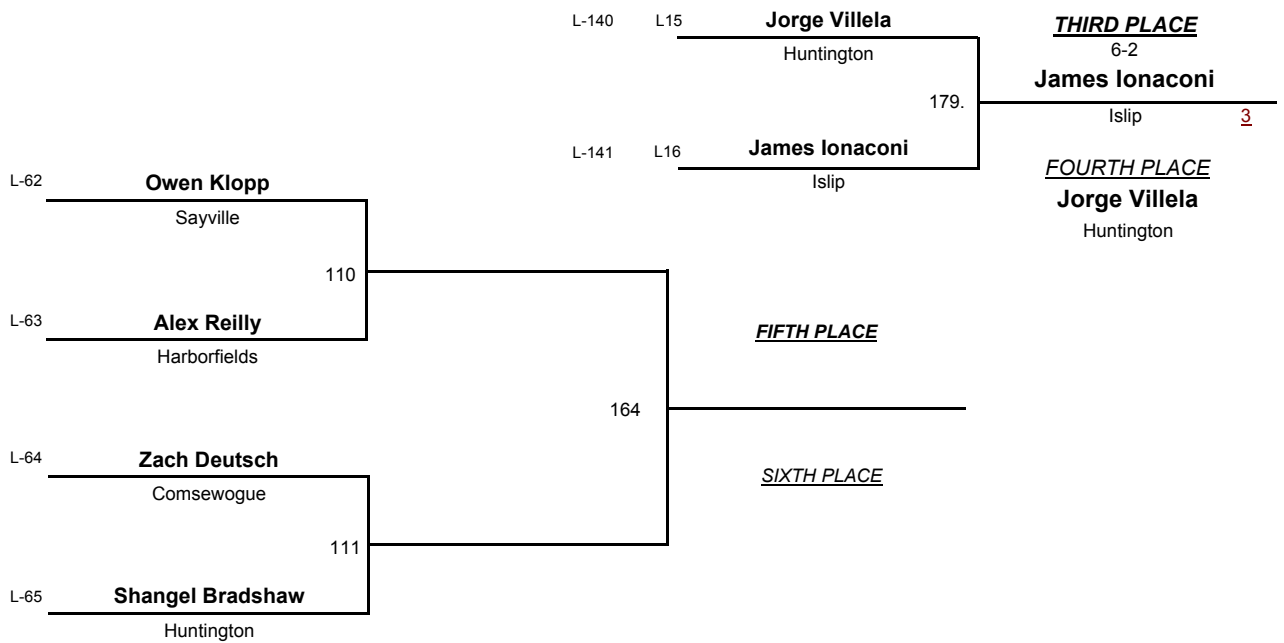 L-140 L15 Jorge Villela THIRD PLACE
Huntington 6-2
James Ionaconi
179.
Islip 3
L-141 L16 James Ionaconi
Islip
FOURTH PLACE
L-62 Owen Klopp
Jorge Villela
Sayville
Huntington
110
L-63 Alex Reilly
FIFTH PLACE
Harborfields
164
L-64 Zach Deutsch
SIXTH PLACE
Comsewogue
111
L-65 Shangel Bradshaw
Huntington